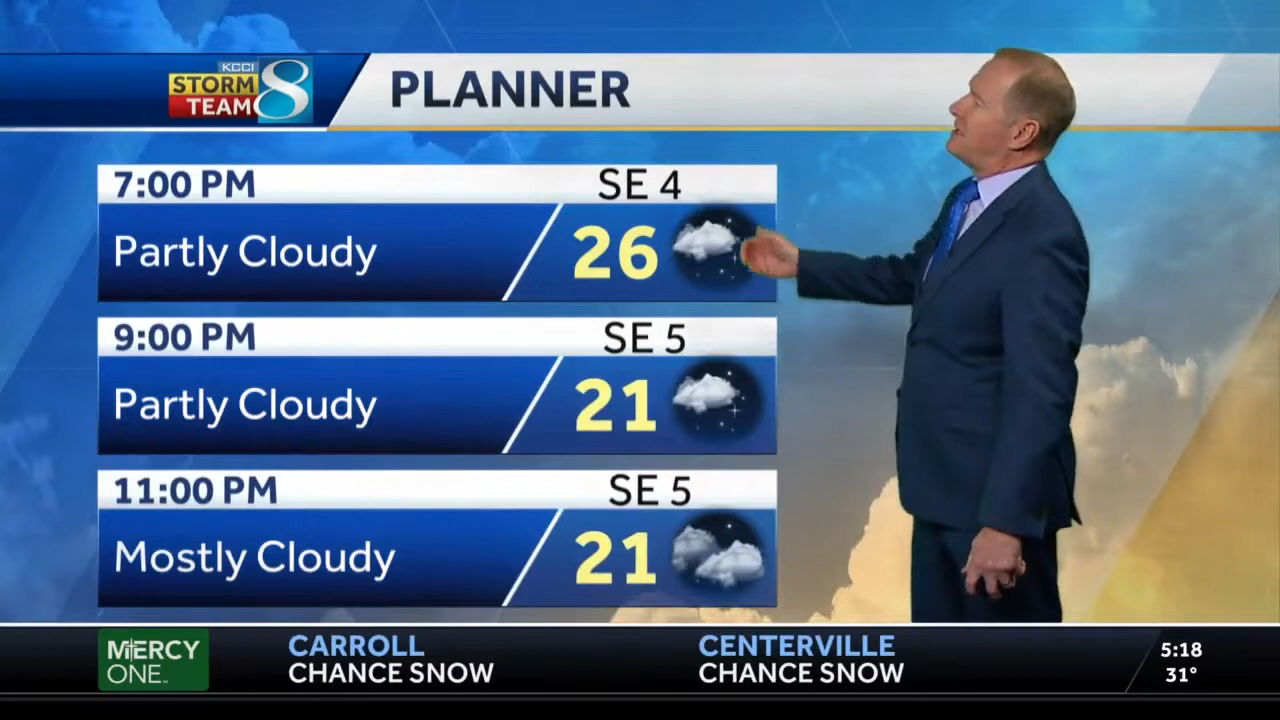 KCCI
STORM
TEAM 8
PLANNER
7:00 PM SE 4
Partly Cloudy 26
9:00 PM SE 5
Partly Cloudy 21
11:00 PM SE 5
Mostly Cloudy 21
MERCY
ONE
CARROLL
CHANCE SNOW
CENTERVILLE
CHANCE SNOW
5:18
31°